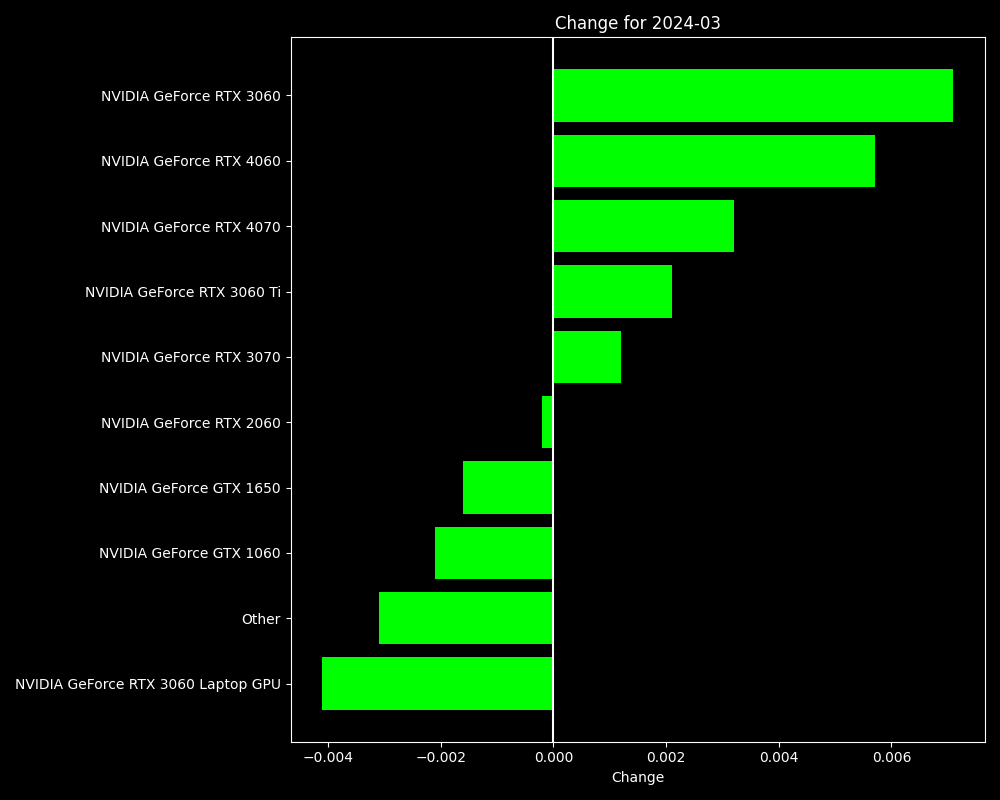 Change for 2024-03
NVIDIA GeForce RTX 3060
NVIDIA GeForce RTX 4060
NVIDIA GeForce RTX 4070
NVIDIA GeForce RTX 3060 Ti
NVIDIA GeForce RTX 3070
NVIDIA GeForce RTX 2060
NVIDIA GeForce GTX 1650
NVIDIA GeForce GTX 1060
Other
NVIDIA GeForce RTX 3060 Laptop GPU
−0.004 −0.002 0.000 0.002 0.004 0.006
Change